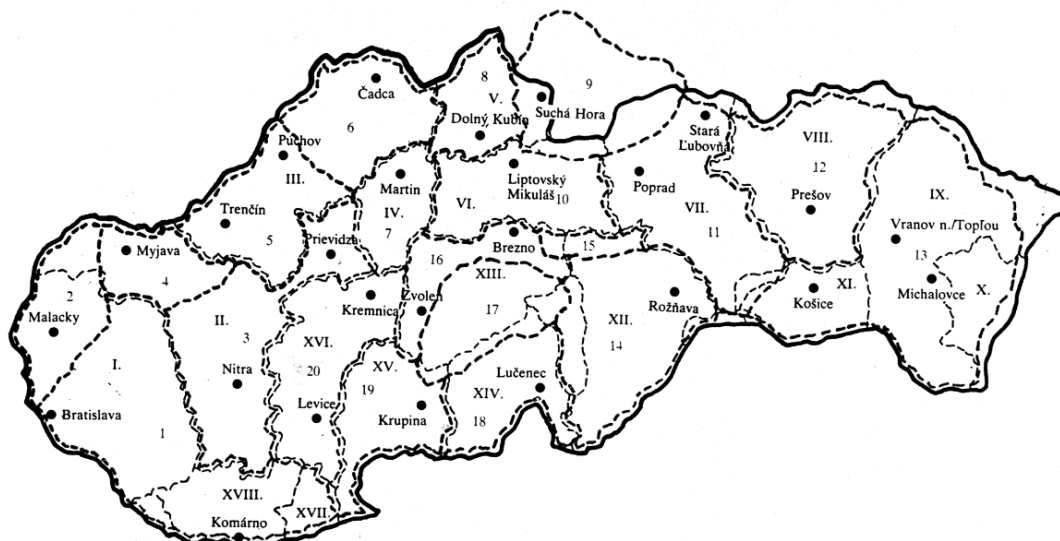 8
9
V.
Čadca
Suchá Hora
6
Dolný Kubín
Stará
Ľubovňa
VIII.
Púchov
12
III.
Martin
Liptovský
Mikuláš
Poprad
Prešov
IX.
IV.
VI.
10
VII.
Trenčín
7
Vranov n./Topľou
5
Prievidza
Brezno
15
11
Myjava
16
13
4
XIII.
XI.
X.
2
Kremnica
Zvolen
Rožňava
Košice
Michalovce
Malacky
II.
17
XII.
3
XVI.
14
I.
XV.
Nitra
20
19
Lučenec
XIV.
Bratislava
Levice
Krupina
18
1
XVIII.
XVII.
Komárno